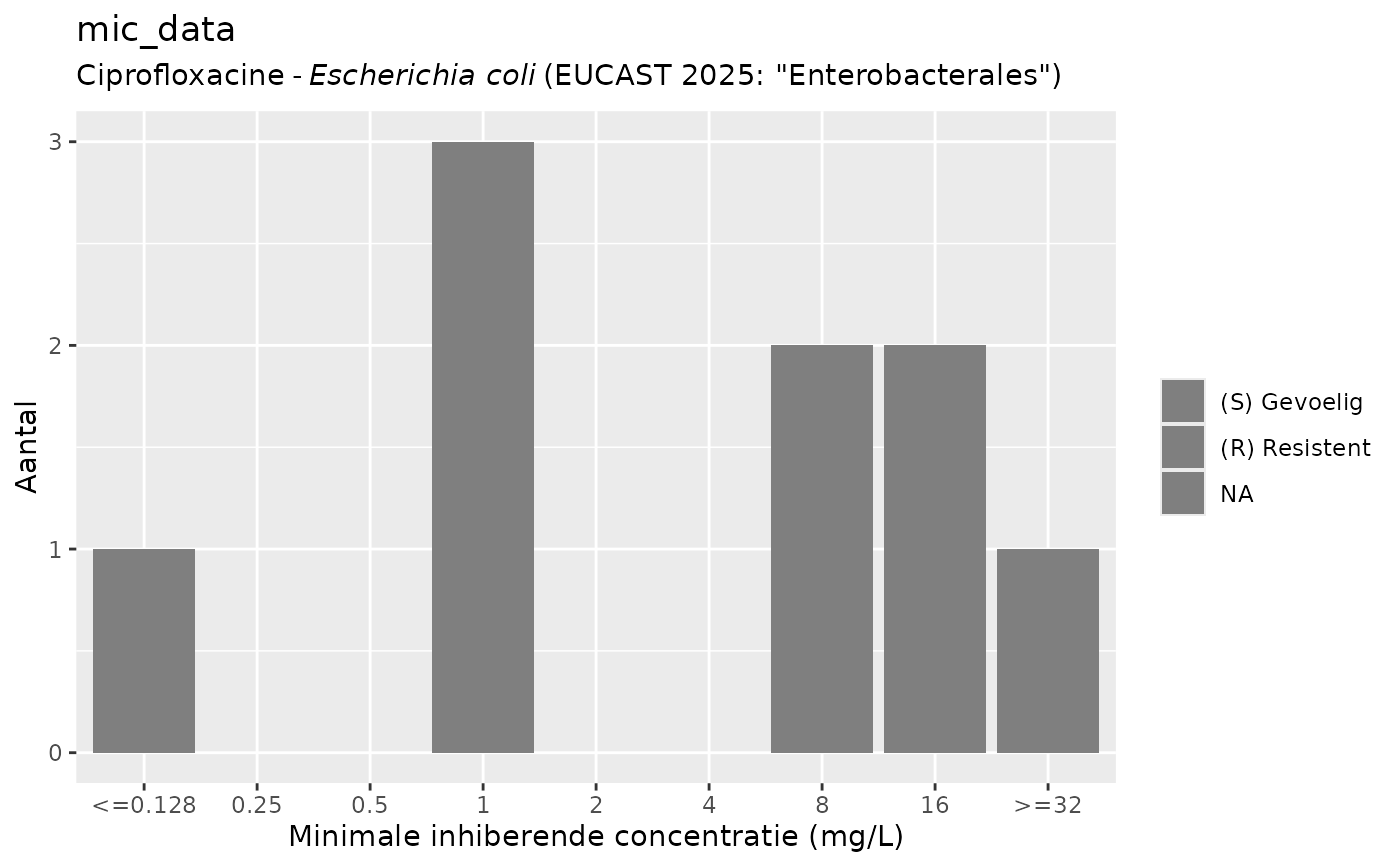 mic_data
Ciprofloxacine - Escherichia coli (EUCAST 2025: "Enterobacterales")
3
2
1
0
Aantal
<=0.128 0.25 0.5 1 2 4 8 16 >=32
Minimale inhiberende concentratie (mg/L)
(S) Gevoelig
(R) Resistent
NA